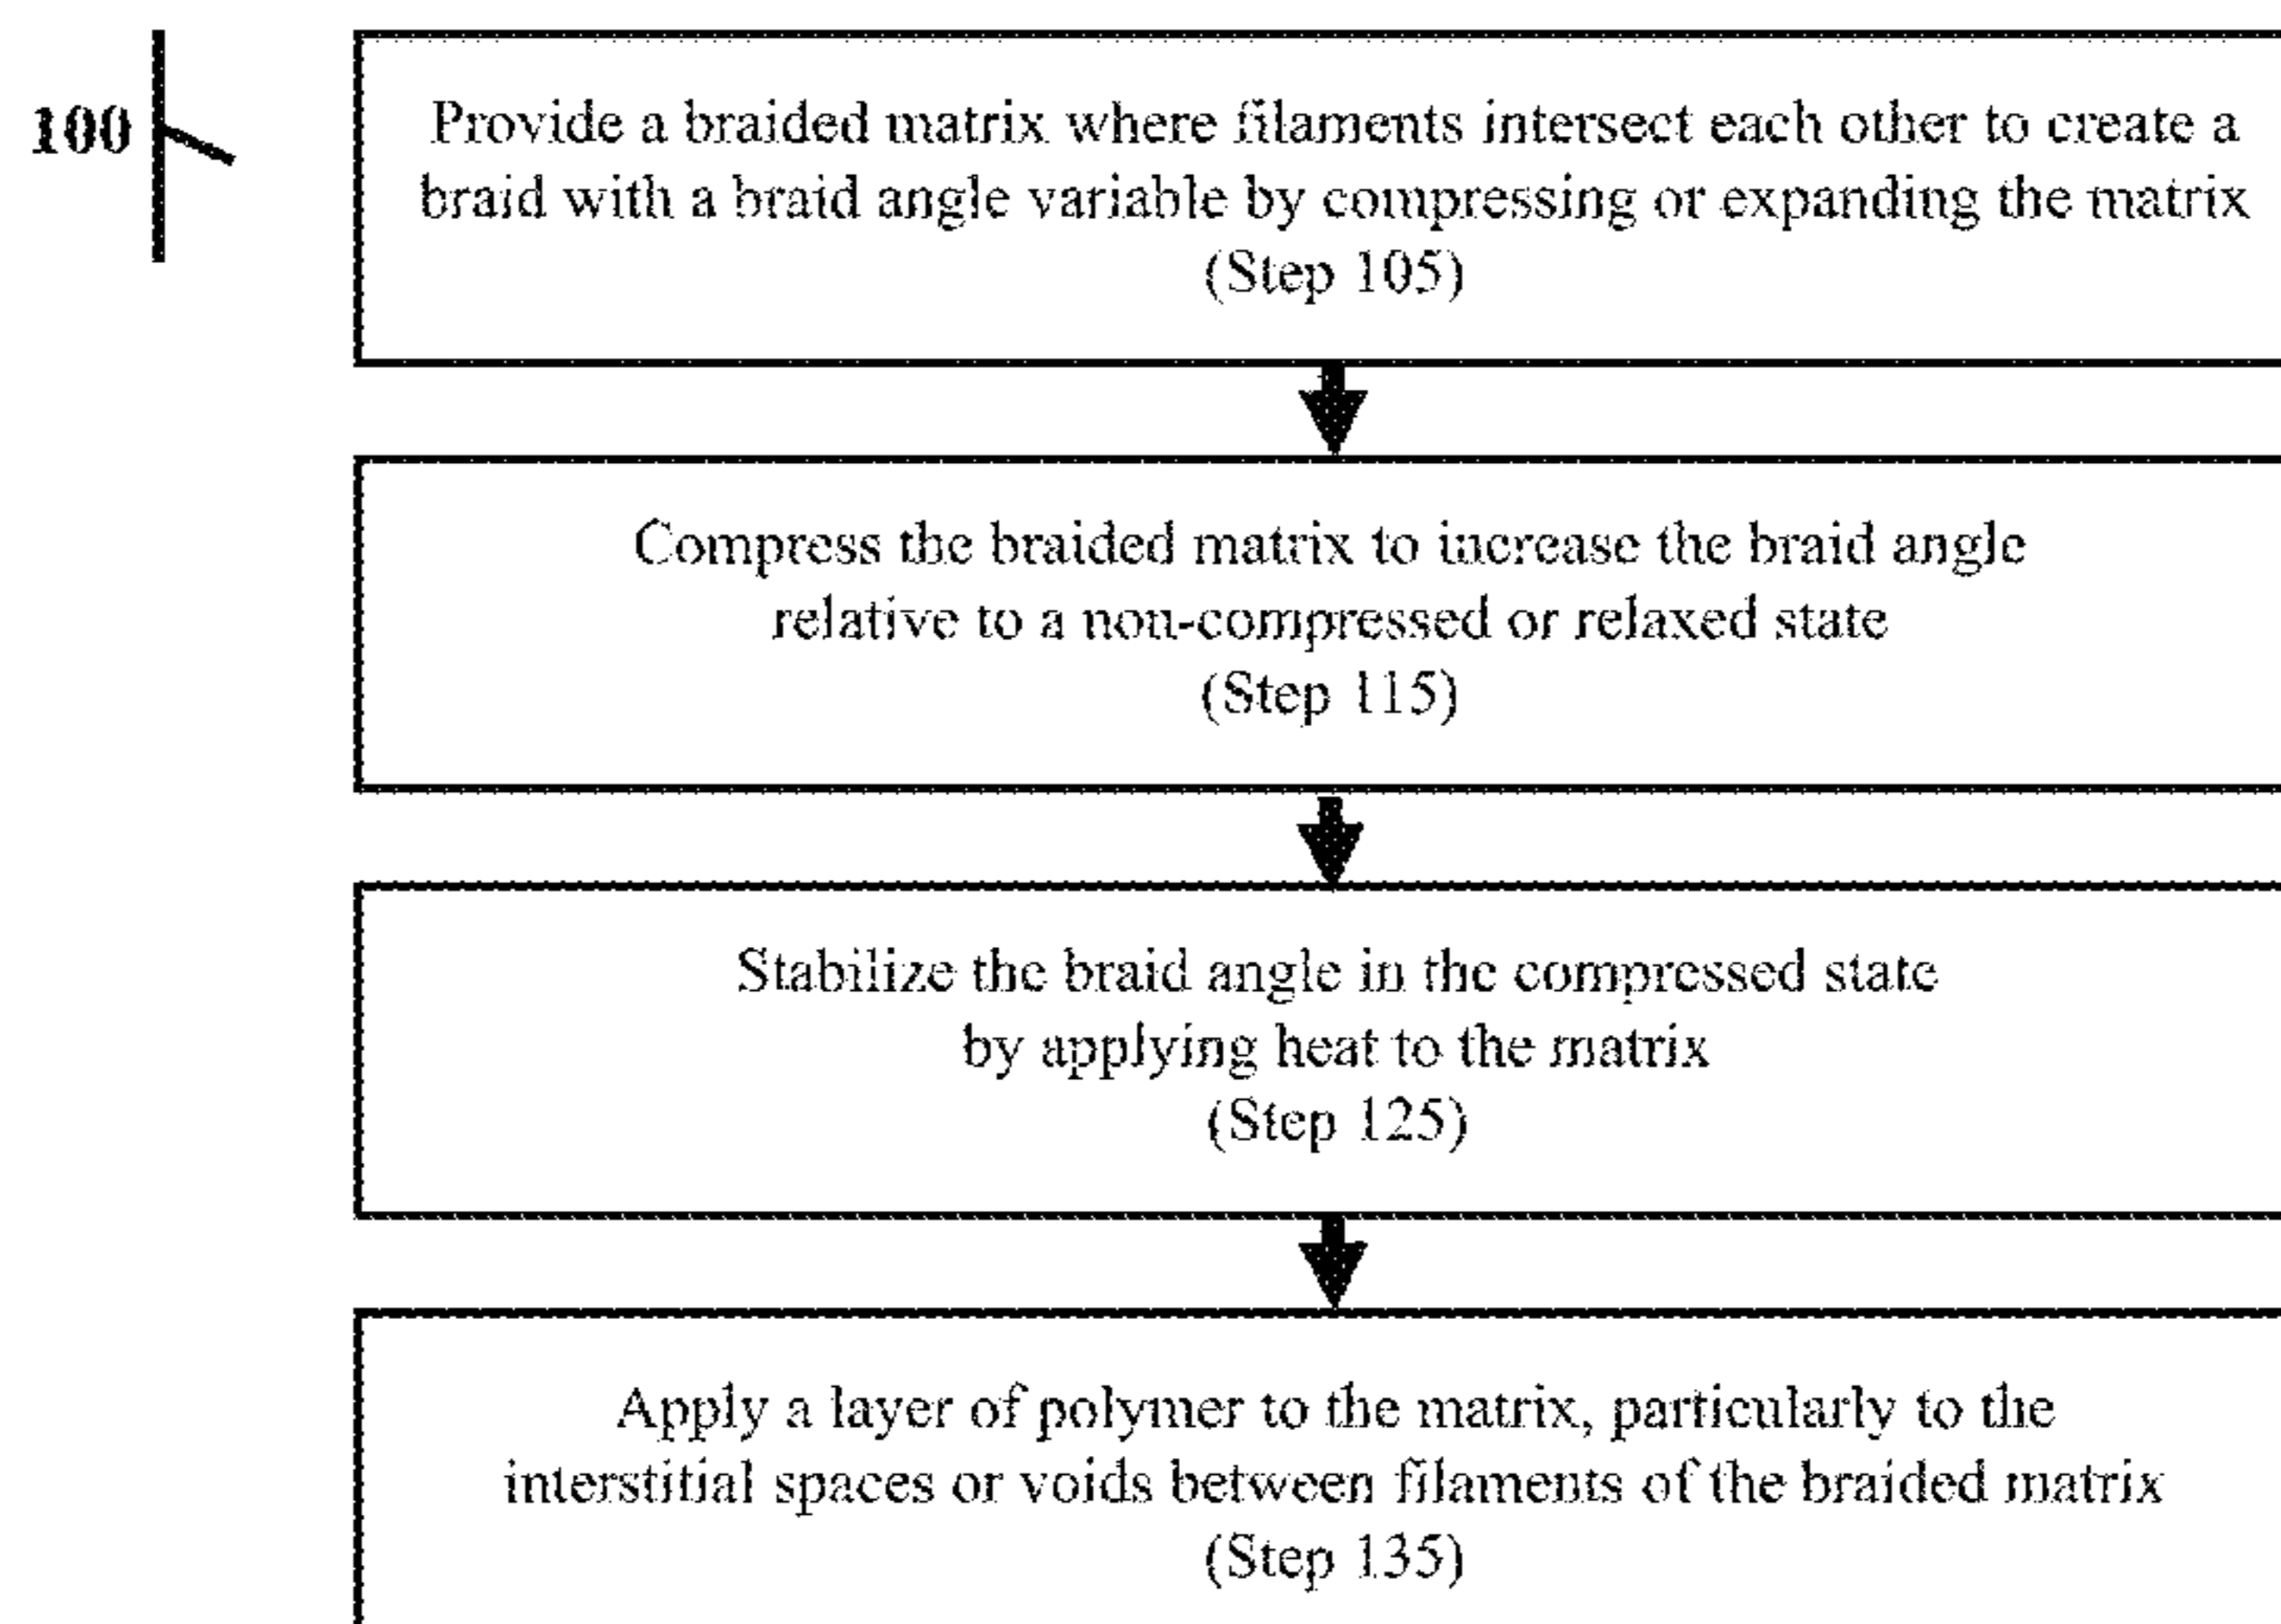 100
Provide a braided matrix where filaments intersect each other to create a
braid with a braid angle variable by compressing or expanding the matrix
(Step 105)
Compress the braided matrix to increase the braid angle
relative to a non-compressed or relaxed state
(Step 115)
Stabilize the braid angle in the compressed state
by applying heat to the matrix
(Step 125)
Apply a layer of polymer to the matrix, particularly to the
interstitial spaces or voids between filaments of the braided matrix
(Step 135)